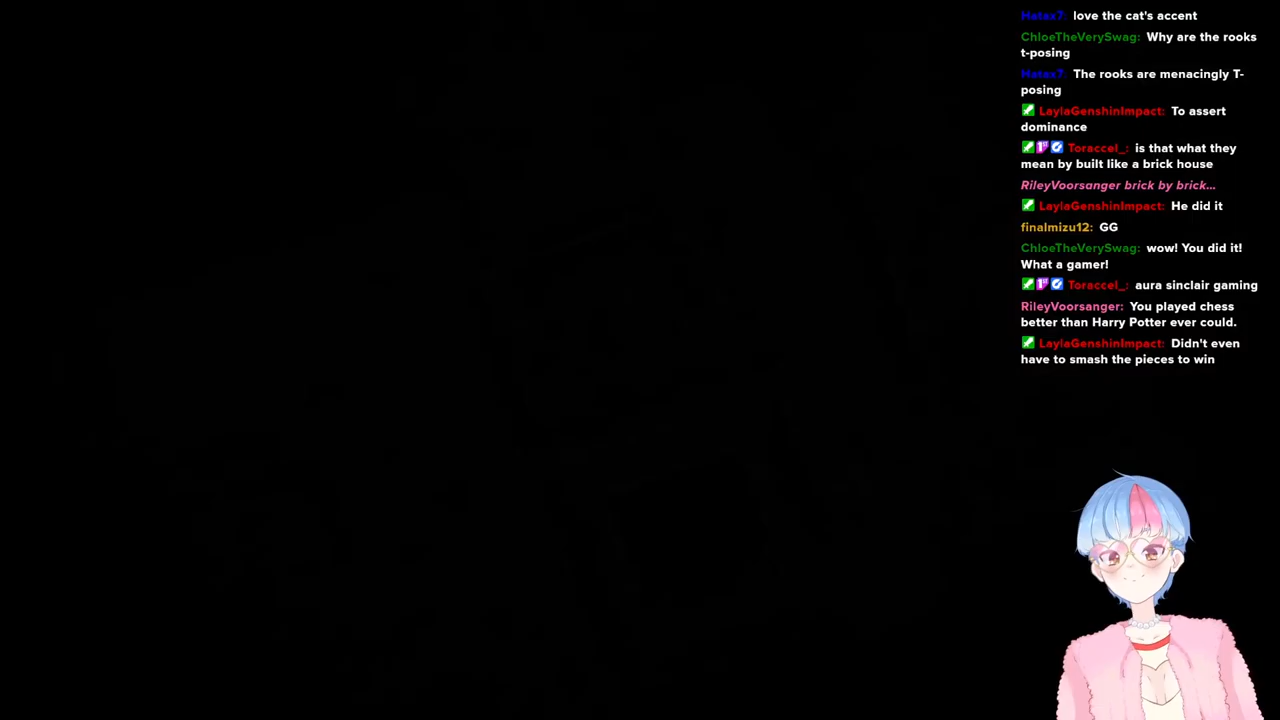 Hatex7: love the cat's accent
ChloeTheVerySwag: Why are the rooks
t-posing
Hatex7: The rooks are menacingly T-
posing
LaylaGenshinImpact: To assert
dominance
Toraccel_: is that what they
mean by built like a brick house
RileyVoorsanger brick by brick...
LaylaGenshinImpact: He did it
finalmizu12: GG
ChloeTheVerySwag: wow! You did it!
What a gamer!
Toraccel_: aura sinclair gaming
RileyVoorsanger: You played chess
better than Harry Potter ever could.
LaylaGenshinImpact: Didn't even
have to smash the pieces to win